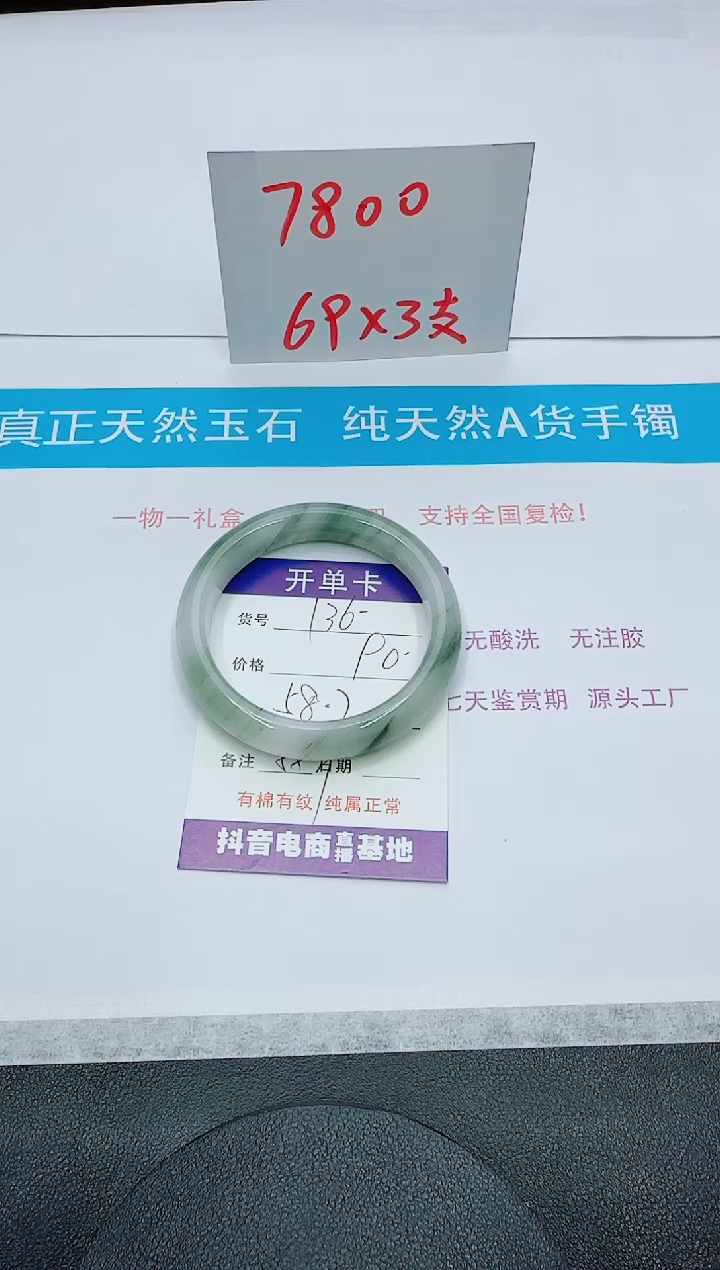 7800
69x3支
真正天然玉石 纯天然A货手镯
一物一礼盒 支持全国复检!
开单卡
货号 136-
无酸洗 无注胶
价格 P0-
七天鉴赏期 源头工厂
备注 日期
有棉有纹 纯属正常
抖音电商直播基地